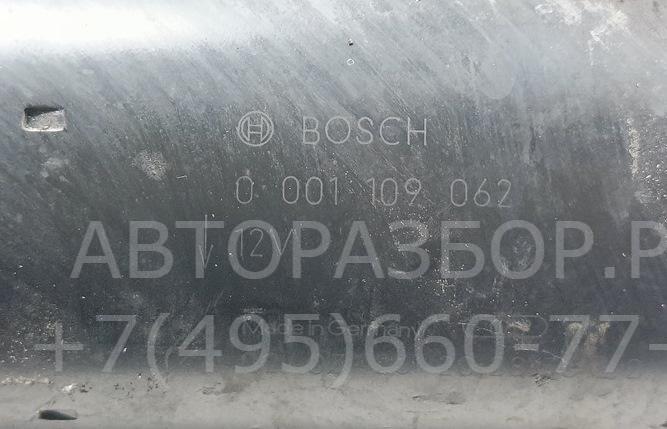 BOSCH
0 001 109 062
↓ 12V
АВТОРАЗБОР.Р
Made in Germany
+7(495)660-77-